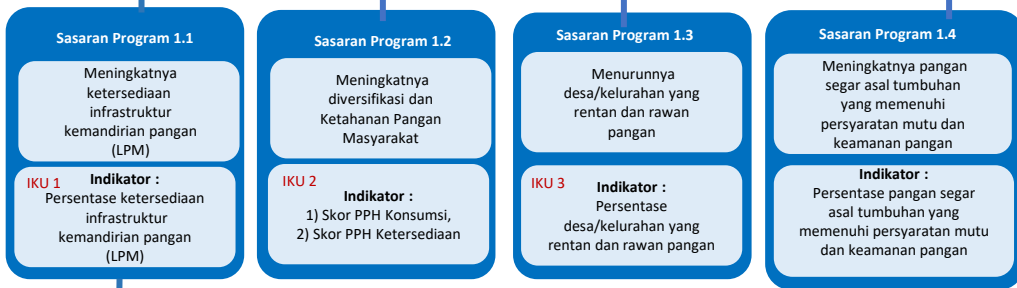 Sasaran Program 1.1
Meningkatnya
ketersediaan
infrastruktur
kemandirian pangan
(LPM)
IKU 1
Indikator :
Persentase ketersediaan
infrastruktur
kemandirian pangan
(LPM)
Sasaran Program 1.2
Meningkatnya
diversifikasi dan
Ketahanan Pangan
Masyarakat
IKU 2
Indikator :
1) Skor PPH Konsumsi,
2) Skor PPH Ketersediaan
Sasaran Program 1.3
Menurunnya
desa/kelurahan yang
rentan dan rawan
pangan
IKU 3
Indikator :
Persentase
desa/kelurahan yang
rentan dan rawan pangan
Sasaran Program 1.4
Meningkatnya pangan
segar asal tumbuhan
yang memenuhi
persyaratan mutu dan
keamanan pangan
Indikator :
Persentase pangan segar
asal tumbuhan yang
memenuhi persyaratan mutu
dan keamanan pangan